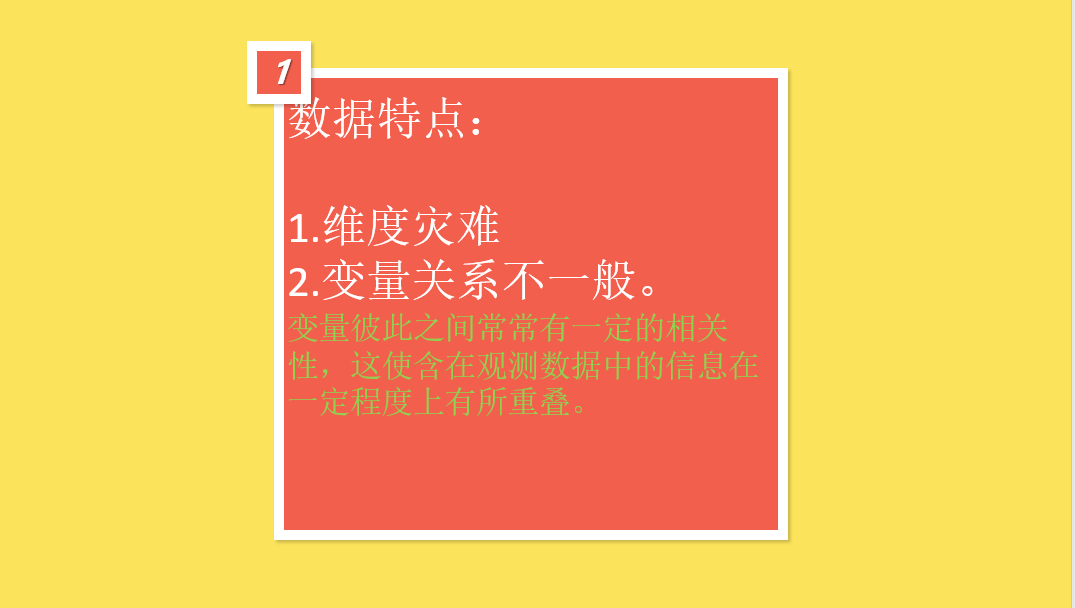 1
数据特点：
1.维度灾难
2.变量关系不一般。
变量彼此之间常常有一定的相关
性，这使含在观测数据中的信息在
一定程度上有所重叠。